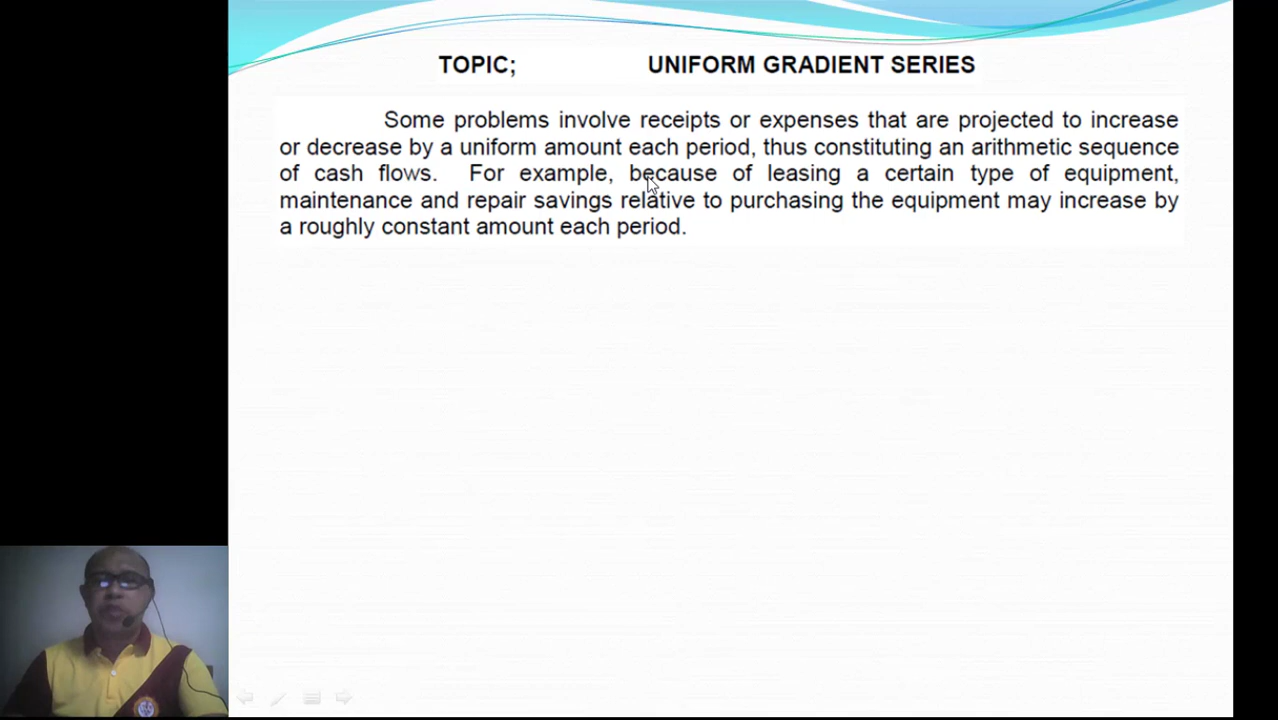 TOPIC; UNIFORM GRADIENT SERIES
Some problems involve receipts or expenses that are projected to increase
or decrease by a uniform amount each period, thus constituting an arithmetic sequence
of cash flows. For example, because of leasing a certain type of equipment,
maintenance and repair savings relative to purchasing the equipment may increase by
a roughly constant amount each period.